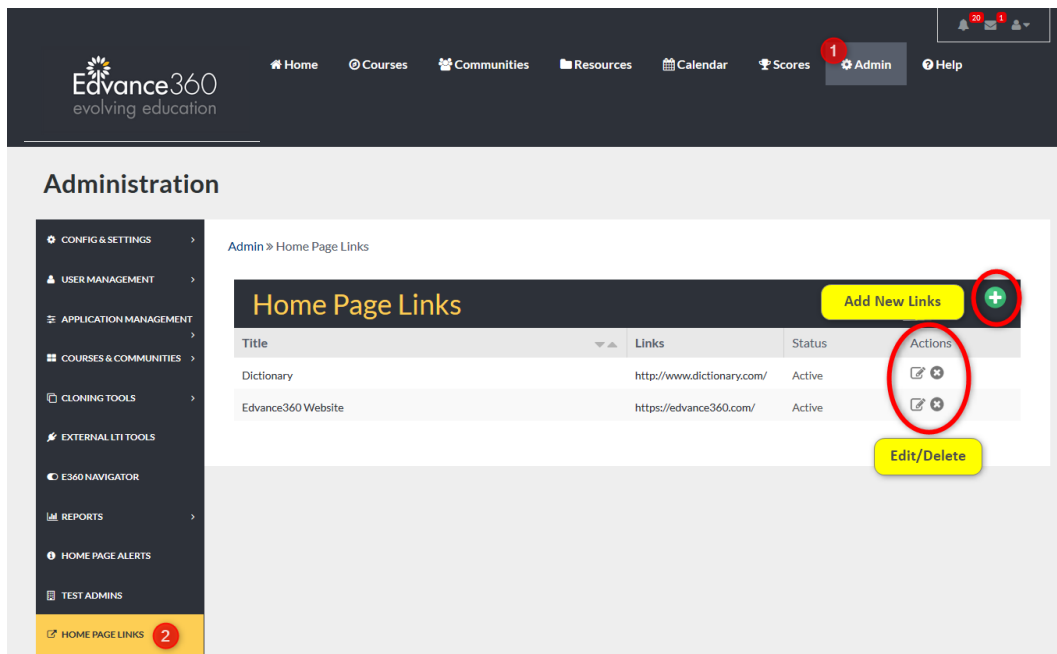 20 1
1
Home Courses Communities Resources Calendar Scores Admin Help
Edvance360
evolving education
Administration
CONFIG & SETTINGS
USER MANAGEMENT
APPLICATION MANAGEMENT
COURSES & COMMUNITIES
CLONING TOOLS
EXTERNAL LTI TOOLS
E360 NAVIGATOR
REPORTS
HOME PAGE ALERTS
TEST ADMINS
HOME PAGE LINKS 2
Admin » Home Page Links
Home Page Links
Add New Links
Title Links Status Actions
Dictionary http://www.dictionary.com/ Active
Edvance360 Website https://edvance360.com/ Active
Edit/Delete